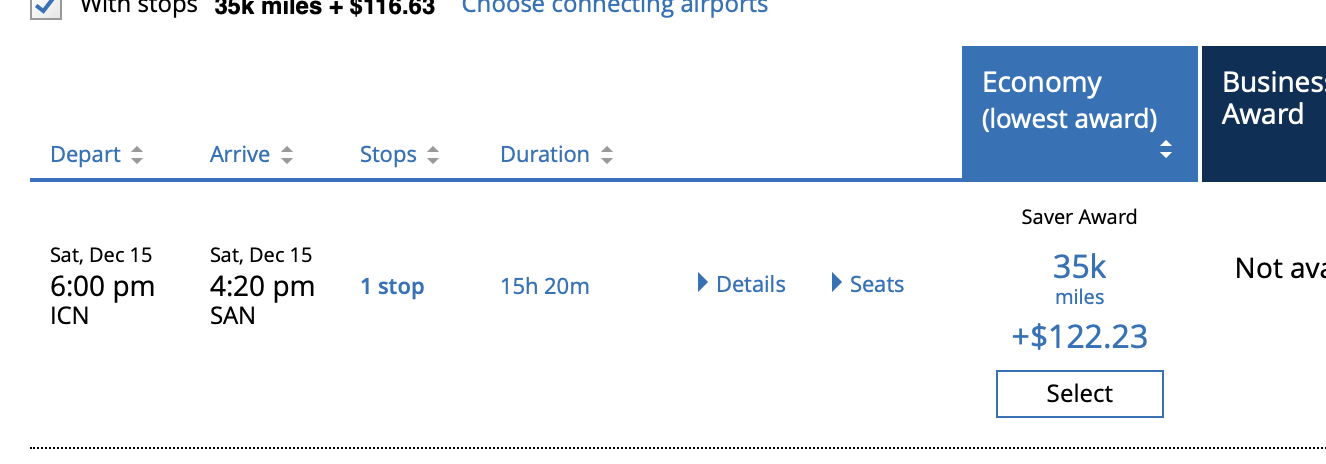 With stops 35k miles + $116.63 Choose connecting airports
Economy
(lowest award)
Business
Award
Depart Arrive Stops Duration
Saver Award
Sat, Dec 15 Sat, Dec 15
6:00 pm 4:20 pm 1 stop 15h 20m Details Seats
ICN SAN
35k
miles
+$122.23
Select
Not